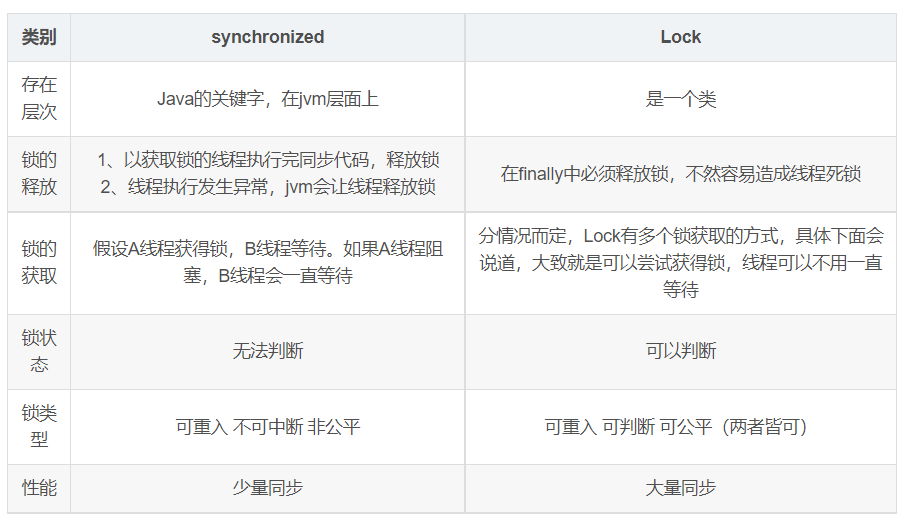 类别 synchronized Lock
存在
层次
Java的关键字，在jvm层面上
是一个类
锁的
释放
1、以获取锁的线程执行完同步代码，释放锁
2、线程执行发生异常，jvm会让线程释放锁
在finally中必须释放锁，不然容易造成线程死锁
锁的
获取
假设A线程获得锁，B线程等待。如果A线程阻
塞，B线程会一直等待
分情况而定，Lock有多个锁获取的方式，具体下面会
说道，大致就是可以尝试获得锁，线程可以不用一直
等待
锁状
态
无法判断
可以判断
锁类
型
可重入 不可中断 非公平
可重入 可判断 可公平（两者皆可）
性能 少量同步 大量同步